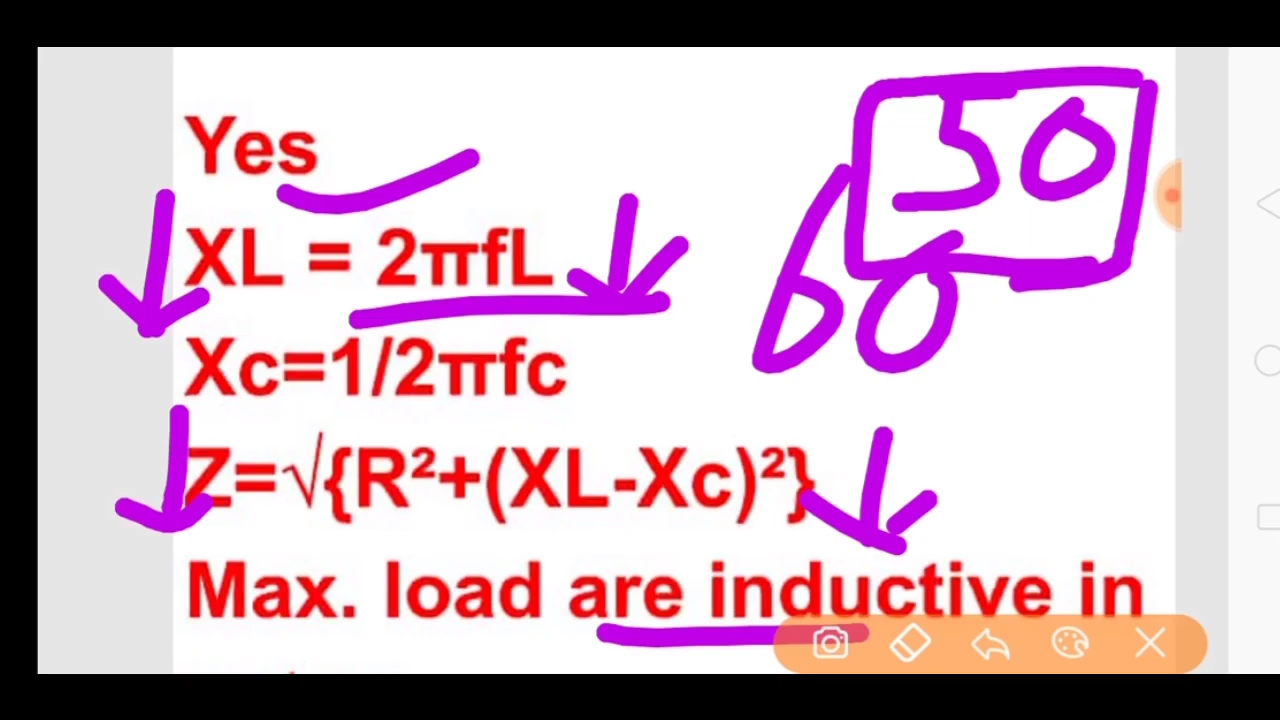 Yes
50
XL = 2πfL
60
Xc=1/2πfc
Z=√{R²+(XL-Xc)²}
Max. load are inductive in